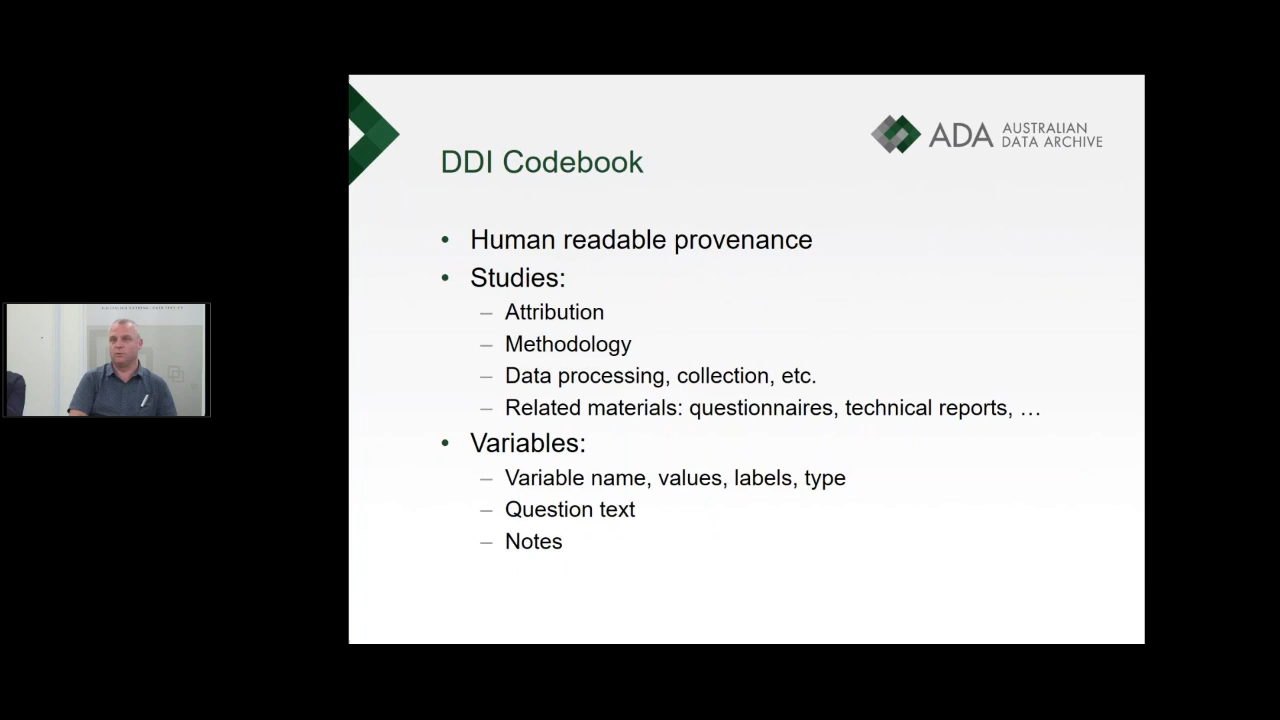 ADA AUSTRALIAN
DATA ARCHIVE
DDI Codebook
• Human readable provenance
• Studies:
– Attribution
– Methodology
– Data processing, collection, etc.
– Related materials: questionnaires, technical reports, …
• Variables:
– Variable name, values, labels, type
– Question text
– Notes